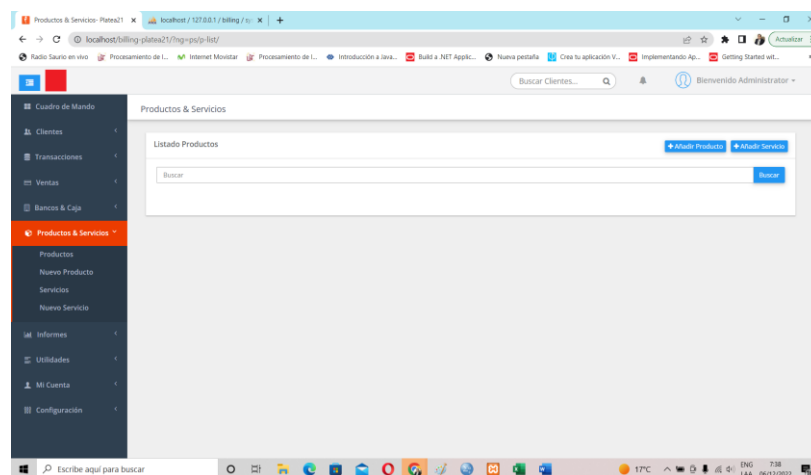 Productos & Servicios- Platea21
localhost / 127.0.0.1 / billing /
localhost/billing-platea21/?ng=ps/p-list/
Actualizar
Radio Saurio en vivo
Procesamiento de l...
Internet Movistar
Procesamiento de I...
Introducción a Java...
Build a .NET Applic...
Nueva pestaña
Crea tu aplicación V...
Implementando Ap...
Getting Started wit...
Buscar Clientes...
Bienvenido Administrator
Cuadro de Mando
Clientes
Transacciones
Ventas
Bancos & Caja
Productos & Servicios
Productos
Nuevo Producto
Servicios
Nuevo Servicio
Informes
Utilidades
Mi Cuenta
Configuración
Productos & Servicios
Listado Productos
+ Añadir Producto
+ Añadir Servicio
Buscar
Buscar
Escribe aquí para buscar
17°C
ENG
LAA
7:38
06/12/2022